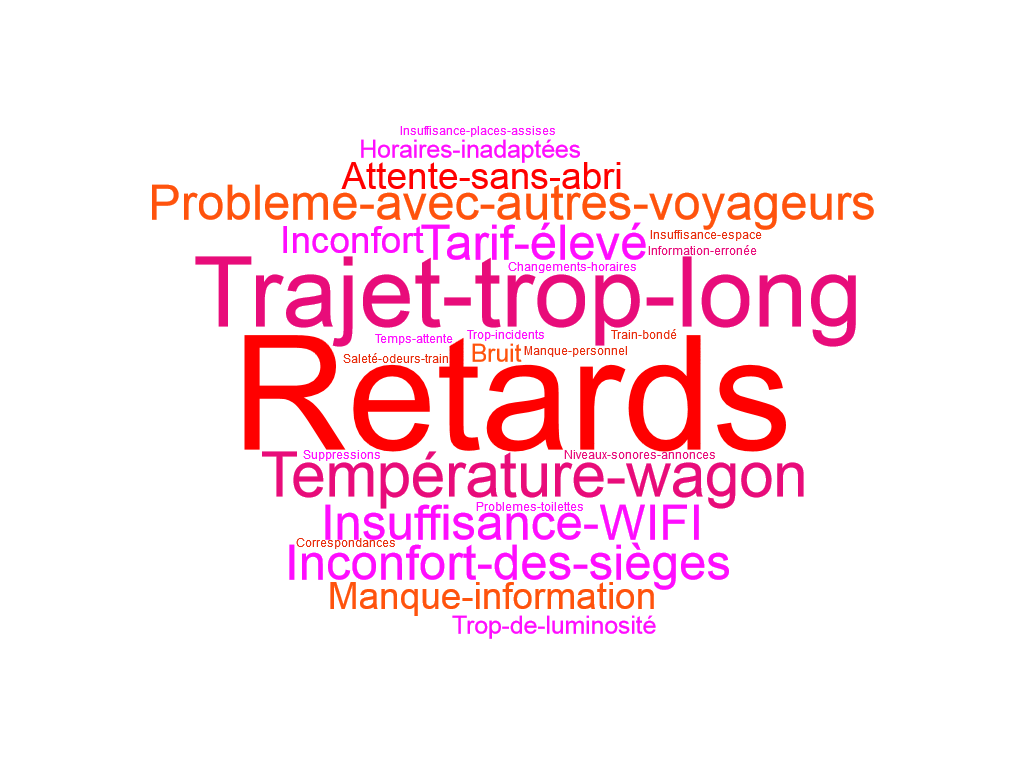 Insuffisance-places-assises
Horaires-inadaptées
Attente-sans-abri
Probleme-avec-autres-voyageurs
Inconfort
Tarif-élevé
Insuffisance-espace
Information-erronée
Changements-horaires
Trajet-trop-long
Temps-attente
Trop-incidents
Train-bondé
Saleté-odeurs-train
Bruit
Manque-personnel
Retards
Suppressions
Niveaux-sonores-annonces
Température-wagon
Problemes-toilettes
Insuffisance-WIFI
Correspondances
Inconfort-des-sièges
Manque-information
Trop-de-luminosité